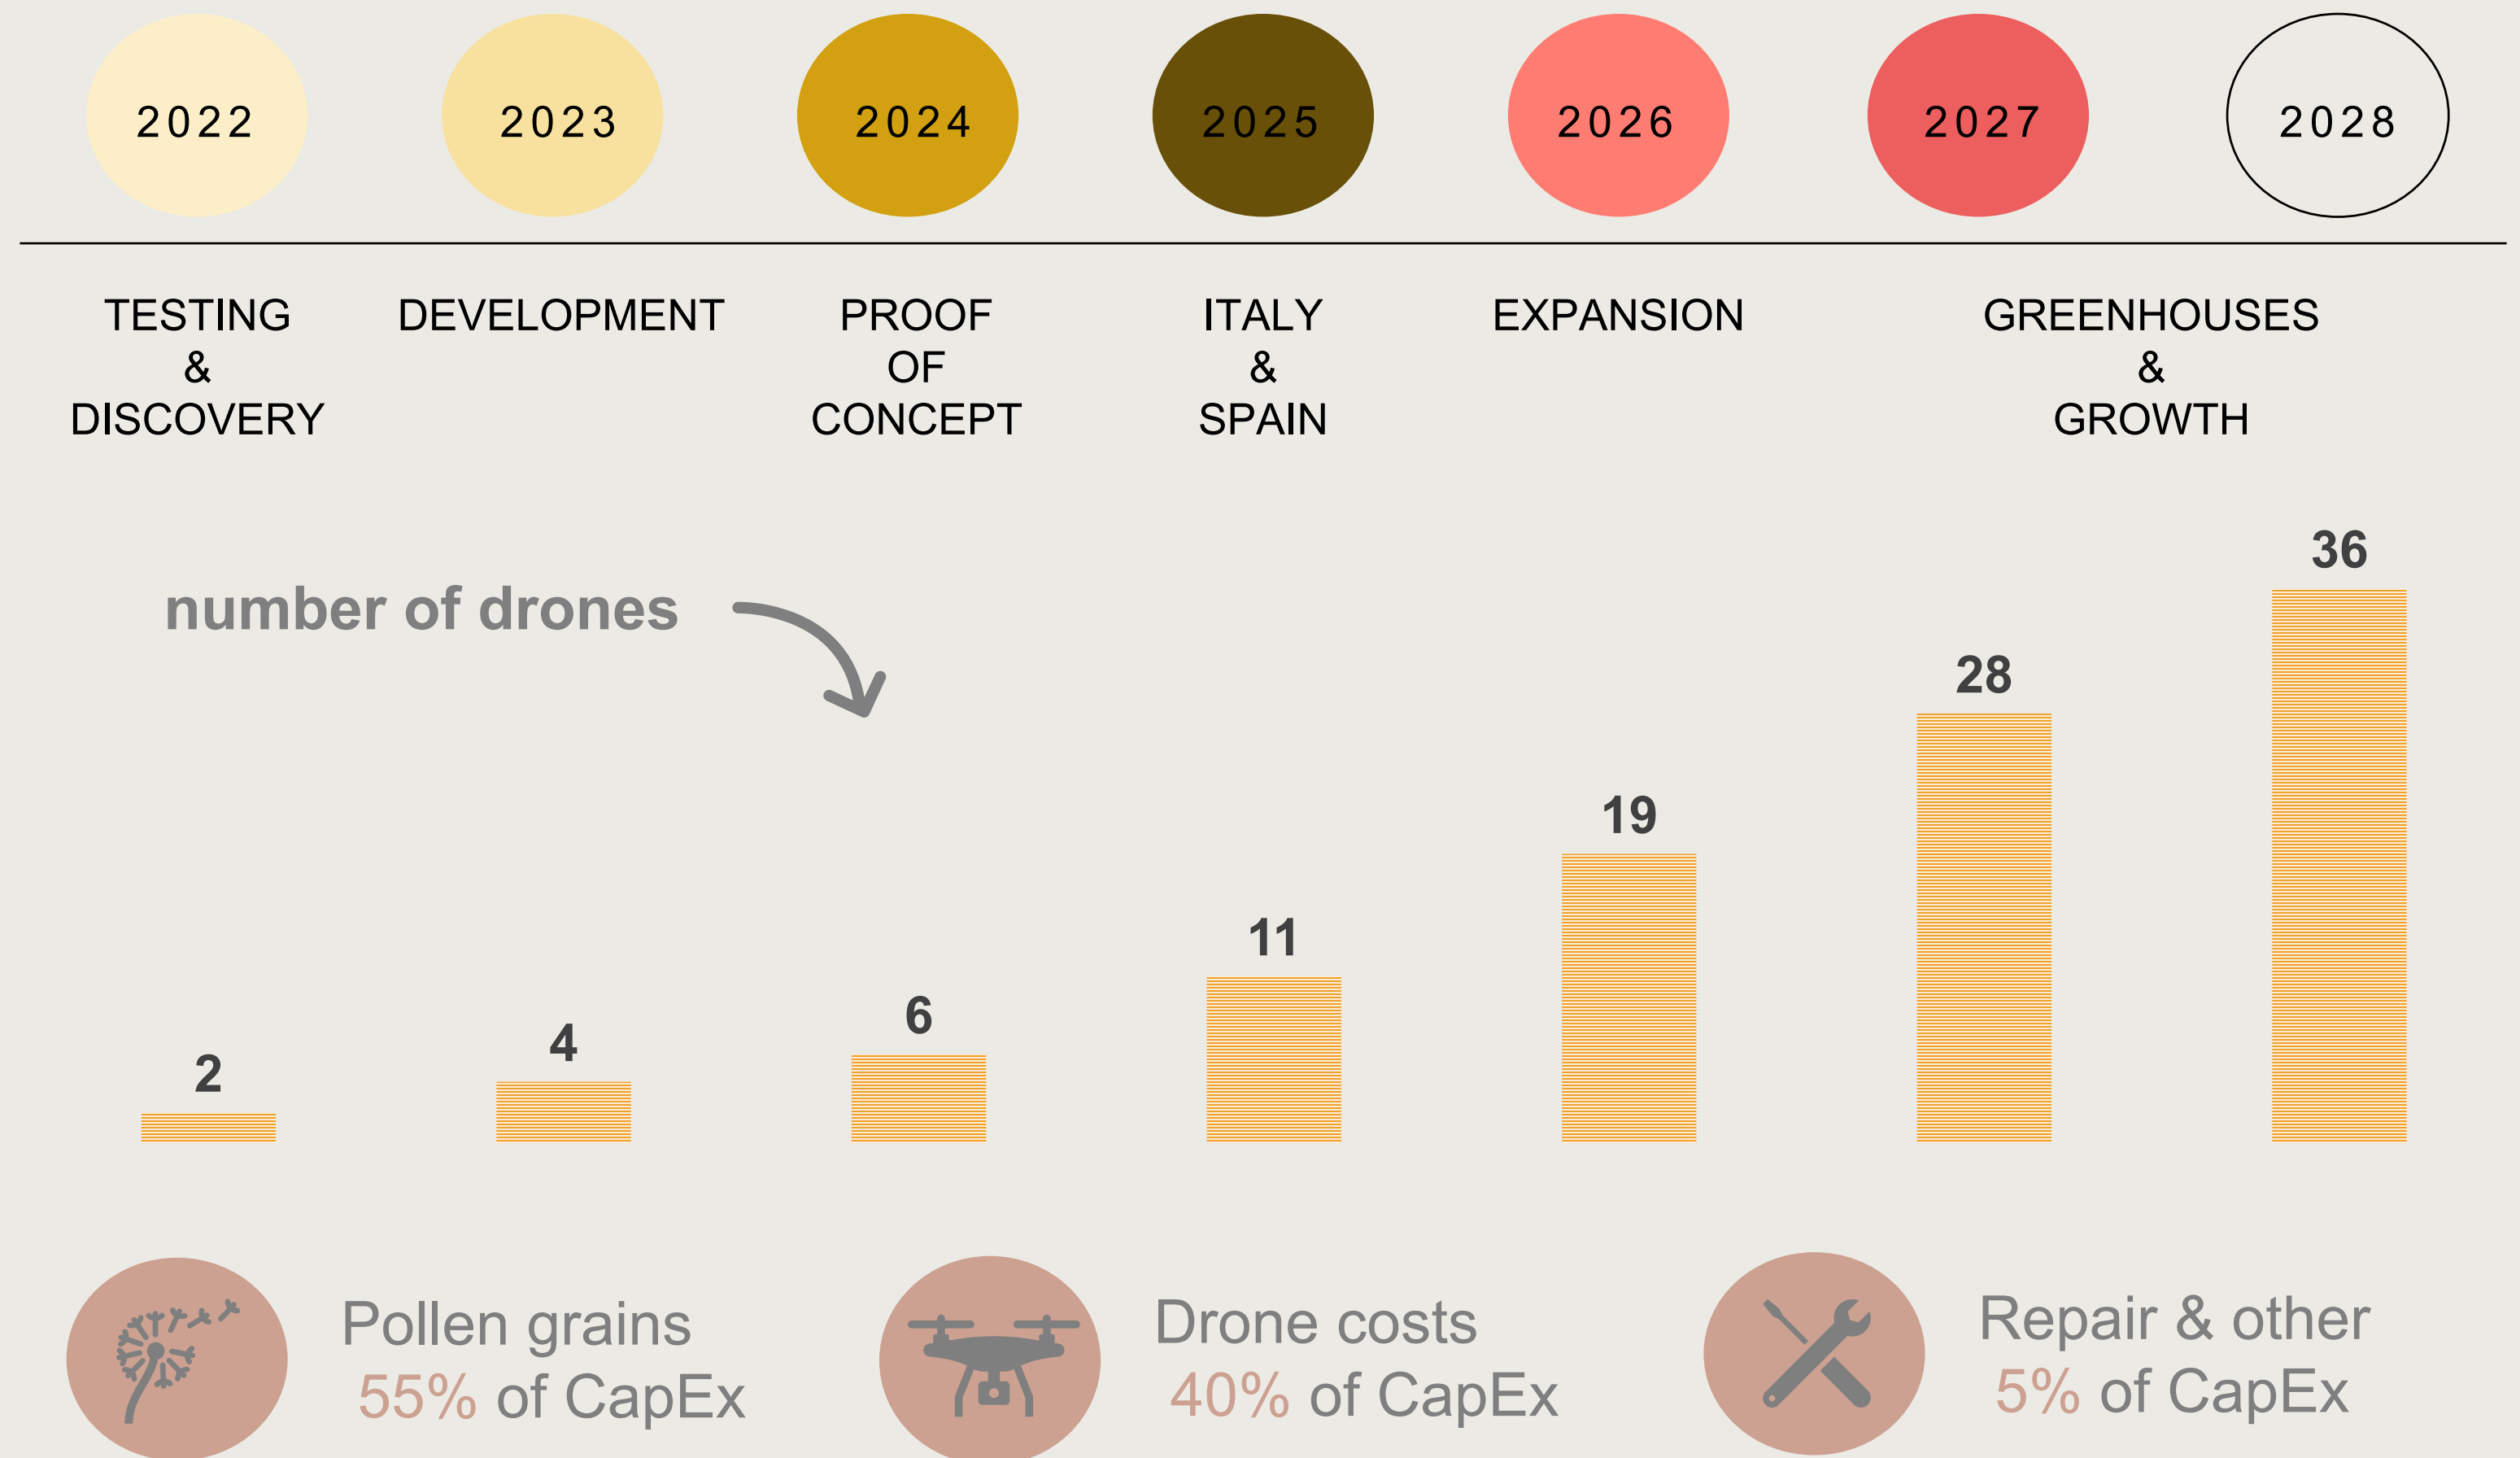 2022
2023
2024
2025
2026
2027
2028
TESTING
&
DISCOVERY
DEVELOPMENT
PROOF
OF
CONCEPT
ITALY
&
SPAIN
EXPANSION
GREENHOUSES
&
GROWTH
number of drones
2
4
6
11
19
28
36
Pollen grains
55% of CapEx
Drone costs
40% of CapEx
Repair & other
5% of CapEx